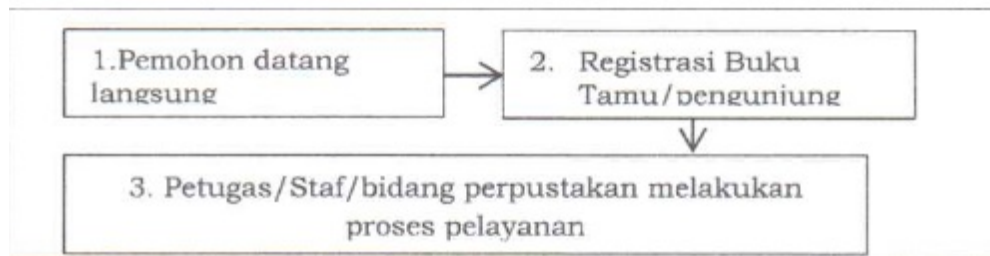 1.Pemohon datang
langsung
2. Registrasi Buku
Tamu/pengunjung
3. Petugas/Staf/bidang perpustakan melakukan
proses pelayanan